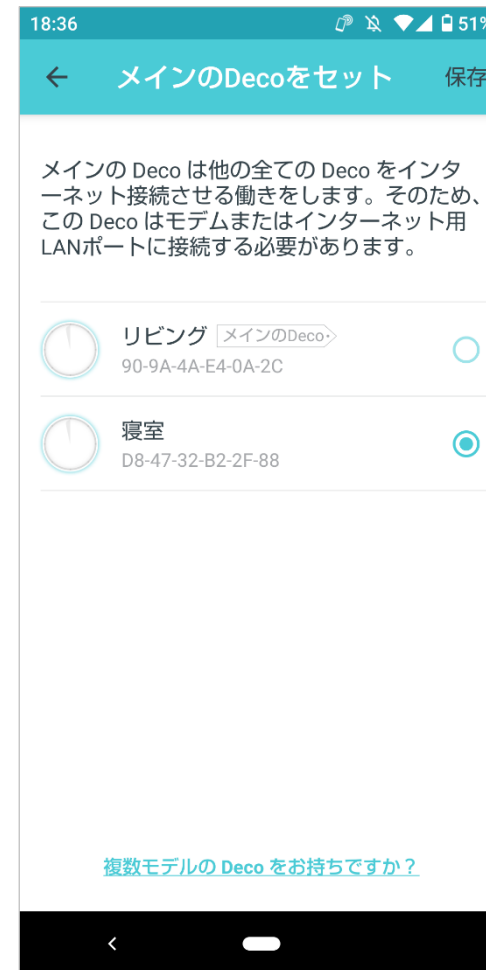 18:36 51%
メインのDecoをセット 保存
メインの Deco は他の全ての Deco をインタ
ーネット接続させる働きをします。そのため、
この Deco はモデムまたはインターネット用
LANポートに接続する必要があります。
リビング メインのDeco
90-9A-4A-E4-0A-2C
寝室
D8-47-32-B2-2F-88
複数モデルの Deco をお持ちですか？